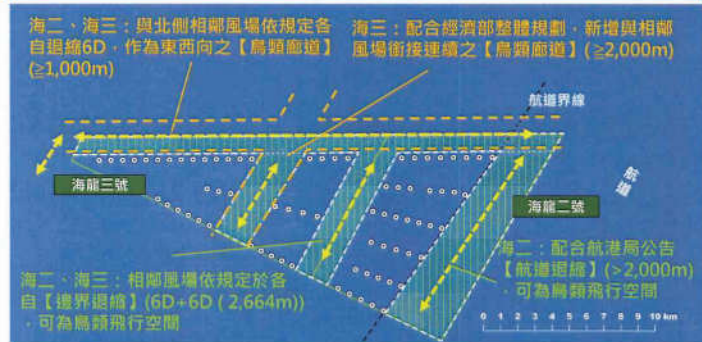 海二、海三：與北側相鄰風場依規定各
自退縮6D，作為東西向之【鳥類廊道】
(≧1,000m)
海三：配合經濟部整體規劃，新增與相鄰
風場銜接連續之【鳥類廊道】(≧2,000m)
航道界線
航道
海龍三號
海龍二號
海二、海三：相鄰風場依規定於各
自【邊界退縮】(6D+6D ( 2,664m))
，可為鳥類飛行空間
海二：配合航港局公告
【航道退縮】(>2,000m)
，可為鳥類飛行空間
0 1 2 3 4 5 6 7 8 9 10 km